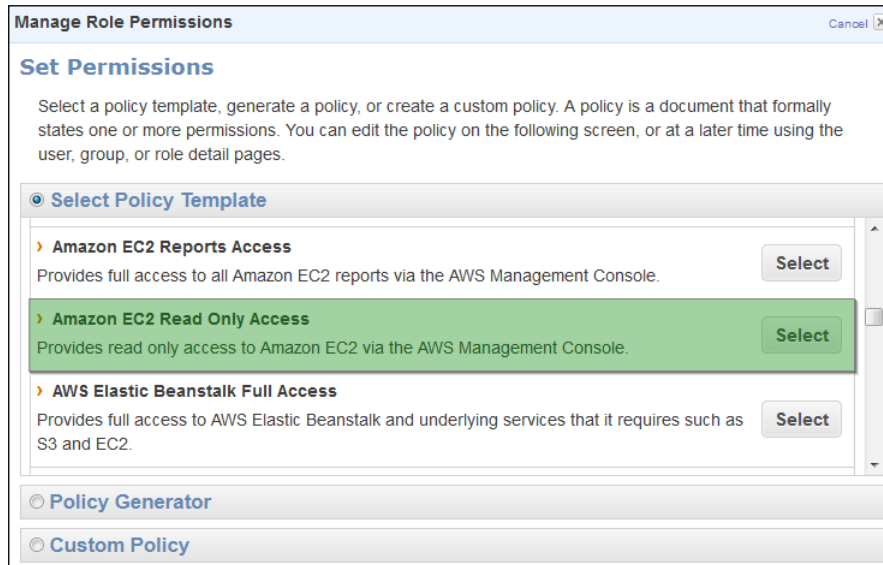 Manage Role Permissions
Cancel
Set Permissions
Select a policy template, generate a policy, or create a custom policy. A policy is a document that formally
states one or more permissions. You can edit the policy on the following screen, or at a later time using the
user, group, or role detail pages.
Select Policy Template
Amazon EC2 Reports Access
Provides full access to all Amazon EC2 reports via the AWS Management Console.
Select
Amazon EC2 Read Only Access
Provides read only access to Amazon EC2 via the AWS Management Console.
Select
AWS Elastic Beanstalk Full Access
Provides full access to AWS Elastic Beanstalk and underlying services that it requires such as
S3 and EC2.
Select
Policy Generator
Custom Policy